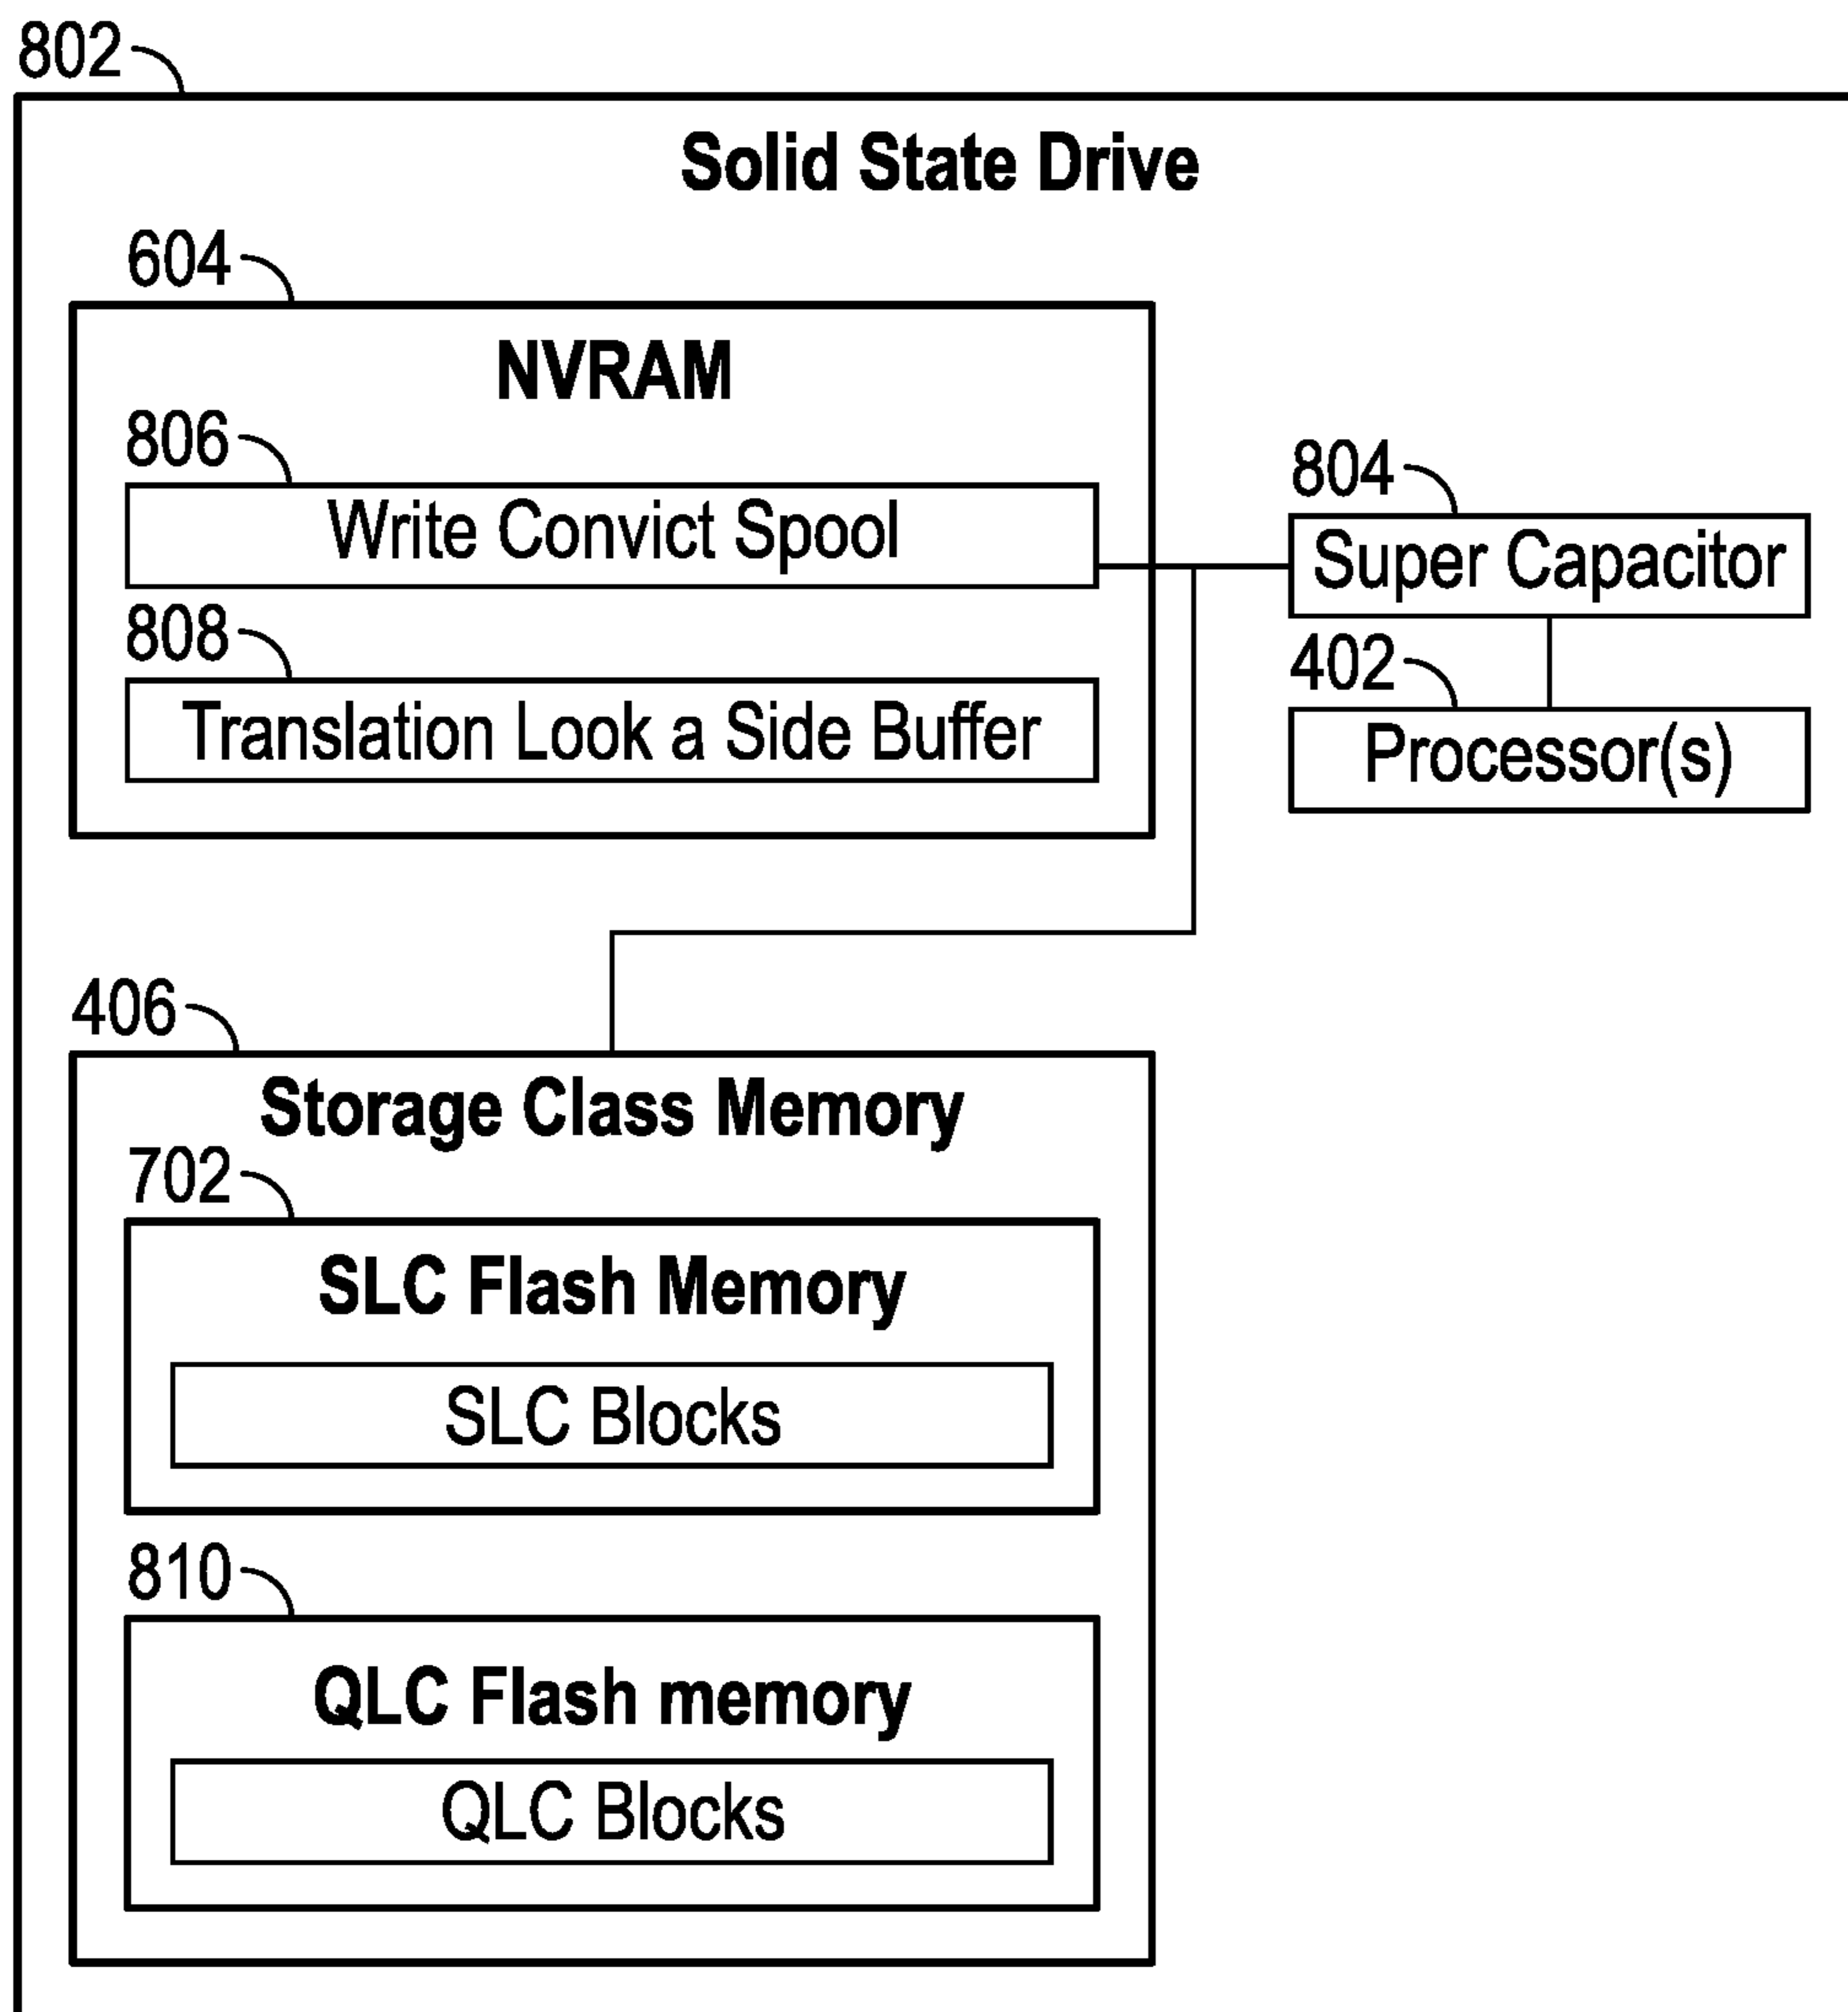 802
Solid State Drive
604
NVRAM
806
Write Convict Spool
808
Translation Look a Side Buffer
804
Super Capacitor
402
Processor(s)
406
Storage Class Memory
702
SLC Flash Memory
SLC Blocks
810
QLC Flash memory
QLC Blocks